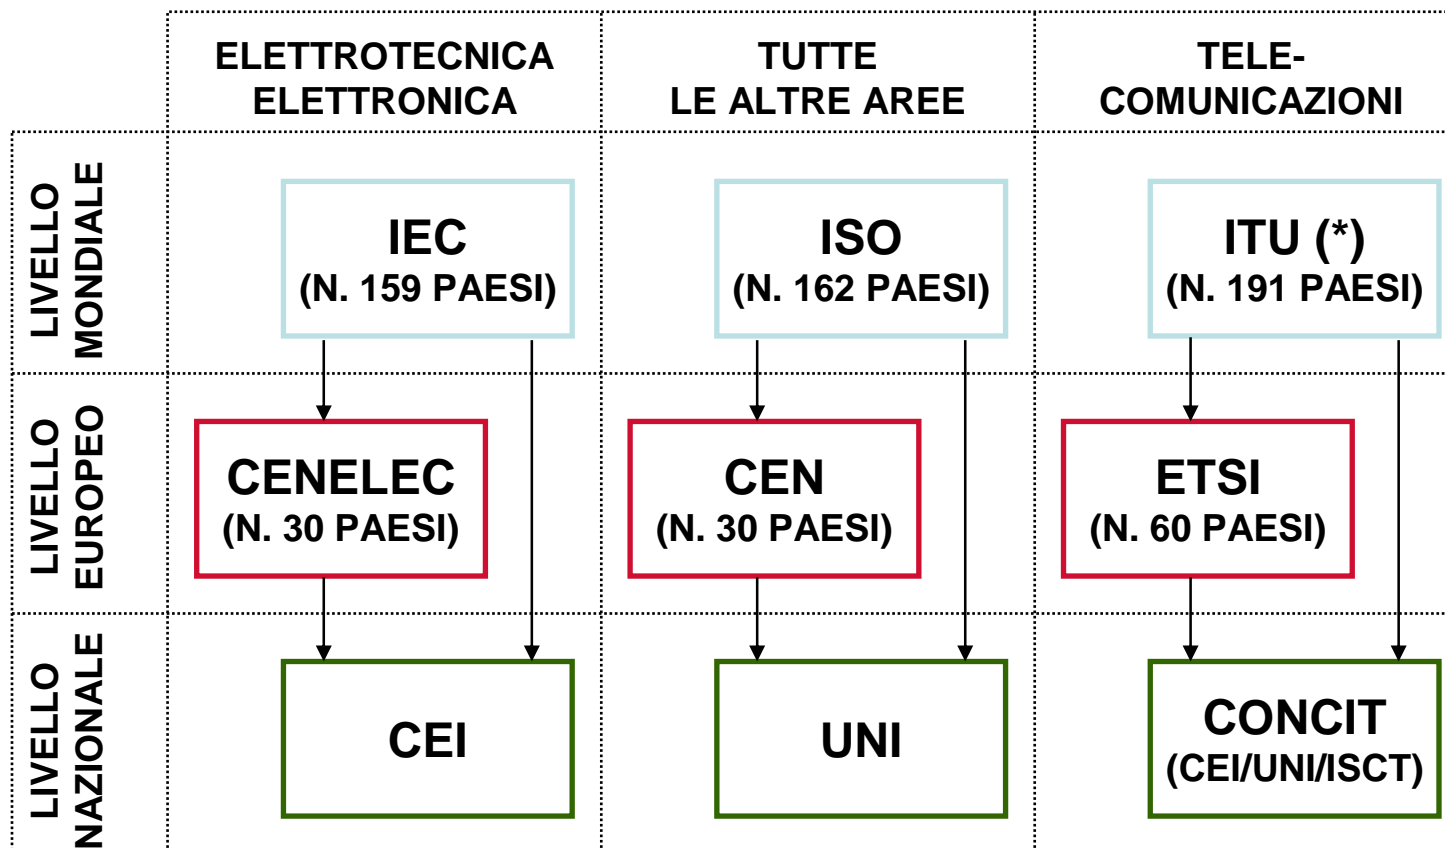 ELETTROTECNICA
ELETTRONICA
TUTTE
LE ALTRE AREE
TELE-
COMUNICAZIONI
LIVELLO
MONDIALE
IEC
(N. 159 PAESI)
ISO
(N. 162 PAESI)
ITU (*)
(N. 191 PAESI)
LIVELLO
EUROPEO
CENELEC
(N. 30 PAESI)
CEN
(N. 30 PAESI)
ETSI
(N. 60 PAESI)
LIVELLO
NAZIONALE
CEI
UNI
CONCIT
(CEI/UNI/ISCT)